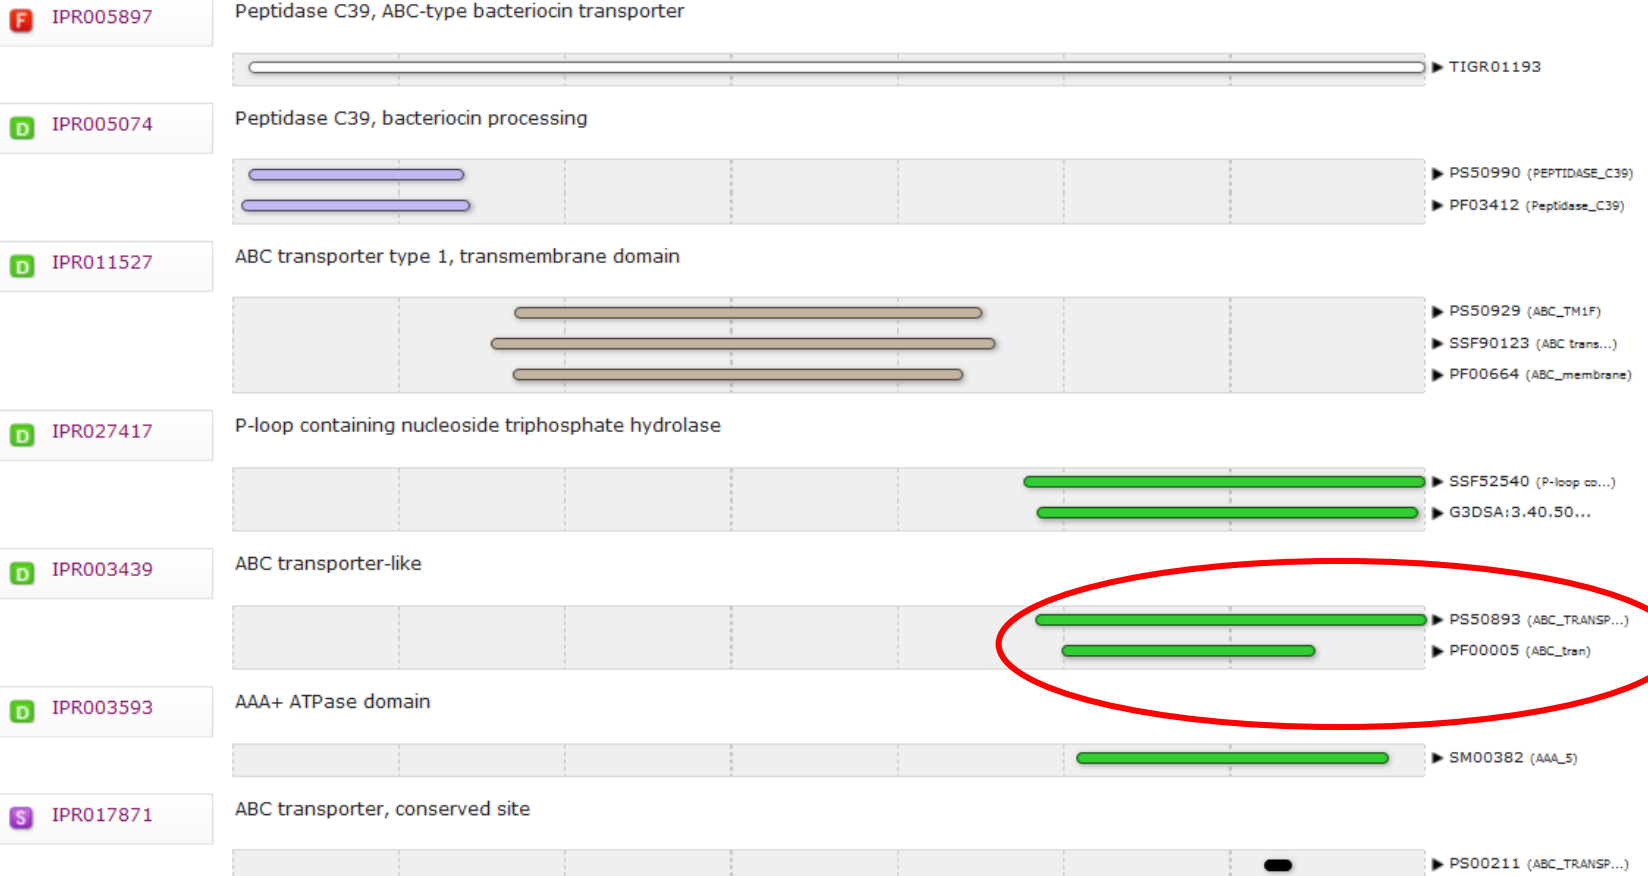 F IPR005897 Peptidase C39, ABC-type bacteriocin transporter
TIGR01193
D IPR005074 Peptidase C39, bacteriocin processing
PS50990 (PEPTIDASE_C39)
PF03412 (Peptidase_C39)
D IPR011527 ABC transporter type 1, transmembrane domain
PS50929 (ABC_TM1F)
SSF90123 (ABC trans...)
PF00664 (ABC_membrane)
D IPR027417 P-loop containing nucleoside triphosphate hydrolase
SSF52540 (P-loop co...)
G3DSA:3.40.50...
D IPR003439 ABC transporter-like
PS50893 (ABC_TRANSP...)
PF00005 (ABC_tran)
D IPR003593 AAA+ ATPase domain
SM00382 (AAA_5)
S IPR017871 ABC transporter, conserved site
PS00211 (ABC_TRANSP...)